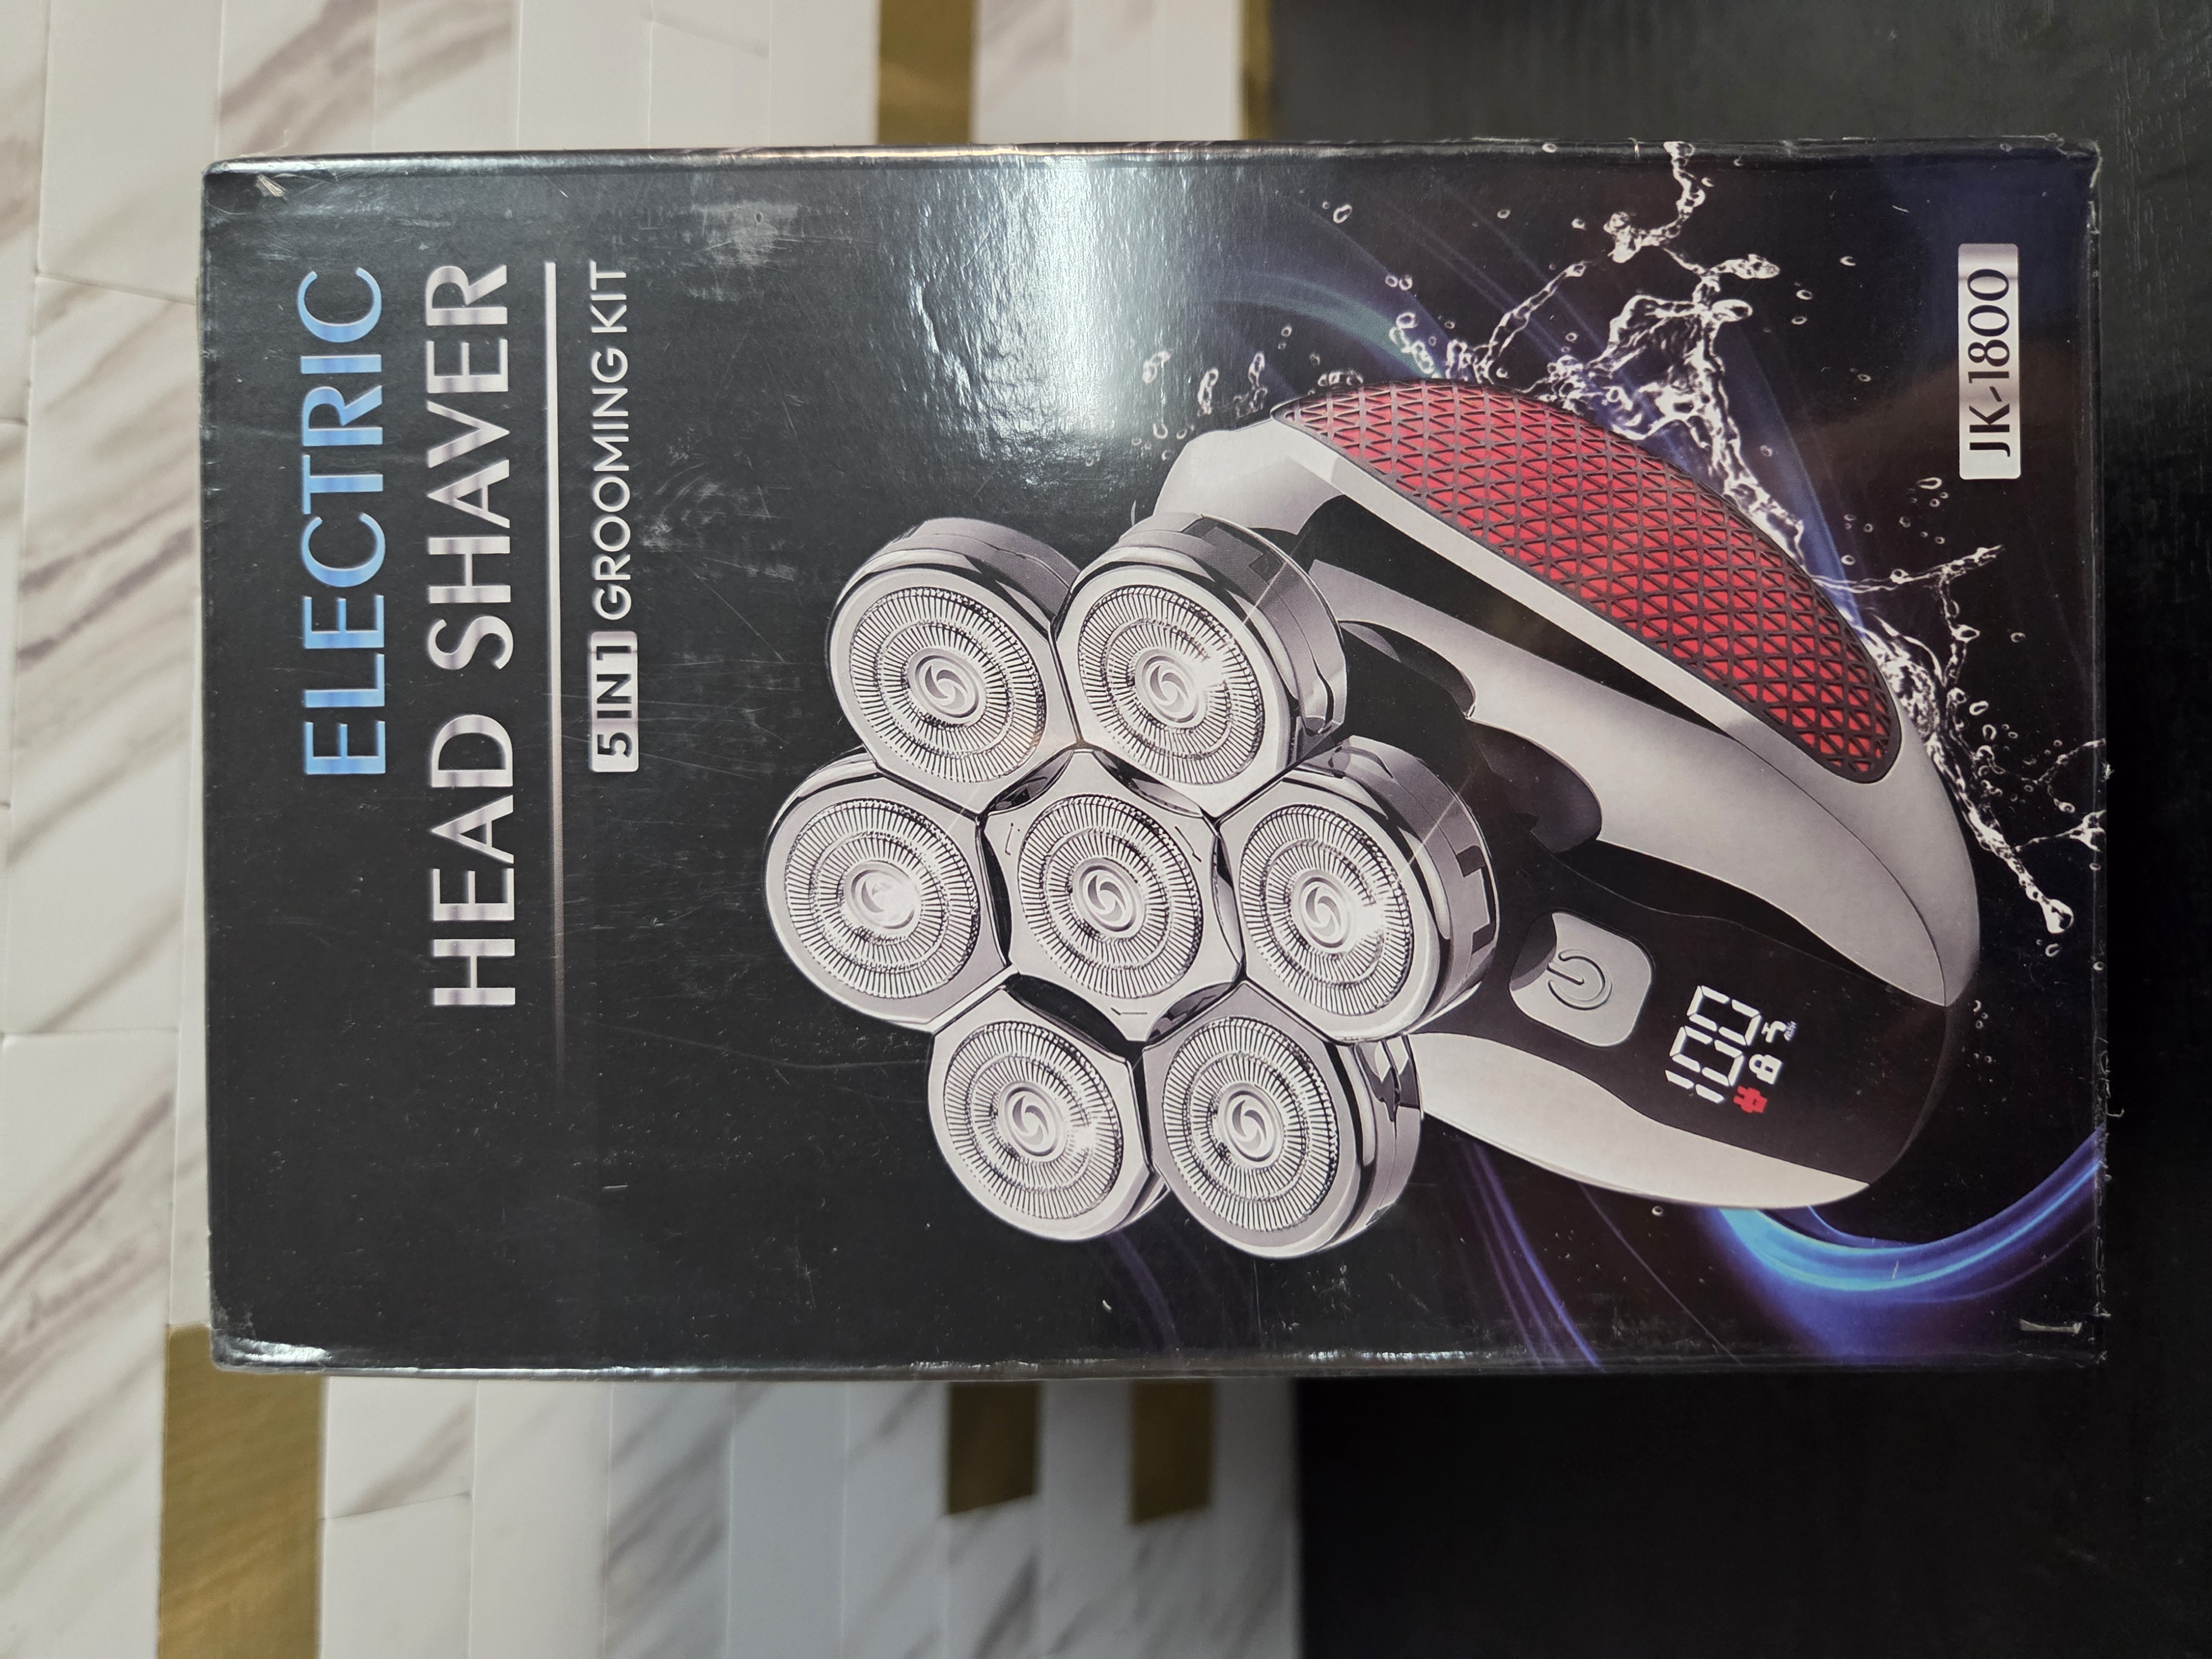 ELECTRIC
HEAD SHAVER
5 IN 1 GROOMING KIT
100
JK-1800